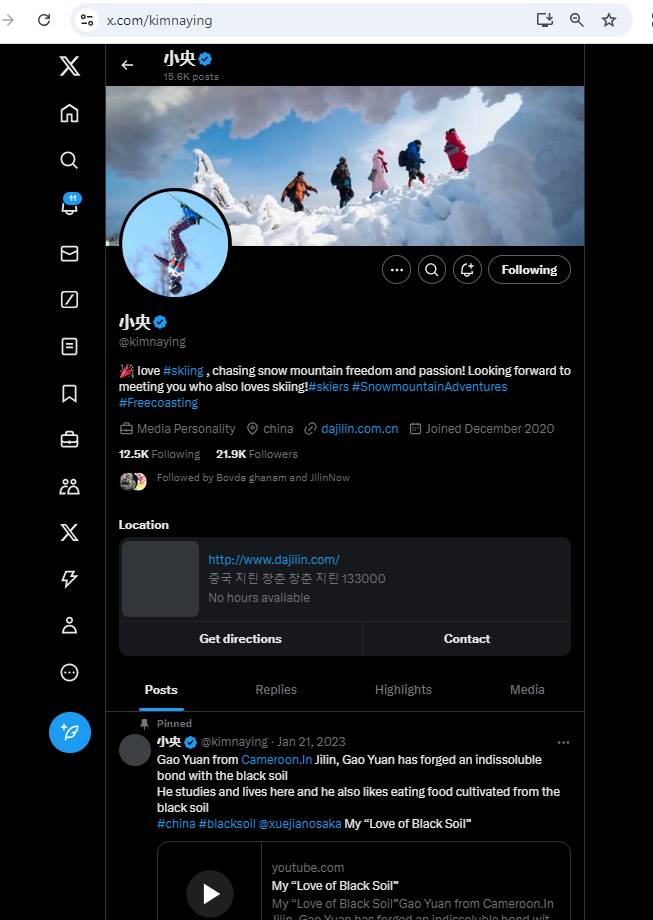 x.com/kimnaying
小央
15.6K posts
11
Following
小央
@kimnaying
love #skiing , chasing snow mountain freedom and passion! Looking forward to
meeting you who also loves skiing!#skiers #SnowmountainAdventures
#Freecoasting
Media Personality china dajilin.com.cn Joined December 2020
12.5K Following 21.9K Followers
Followed by Bovda ghanam and JilinNow
Location
http://www.dajilin.com/
중국 지린 창춘 창춘 지린 133000
No hours available
Get directions Contact
Posts Replies Highlights Media
Pinned
小央 @kimnaying · Jan 21, 2023
Gao Yuan from Cameroon.In Jilin, Gao Yuan has forged an indissoluble
bond with the black soil
He studies and lives here and he also likes eating food cultivated from the
black soil
#china #blacksoil @xuejianosaka My “Love of Black Soil”
youtube.com
My “Love of Black Soil”
My “Love of Black Soil”Gao Yuan from Cameroon.In
Jilin, Gao Yuan has forged an indissoluble bond wit...